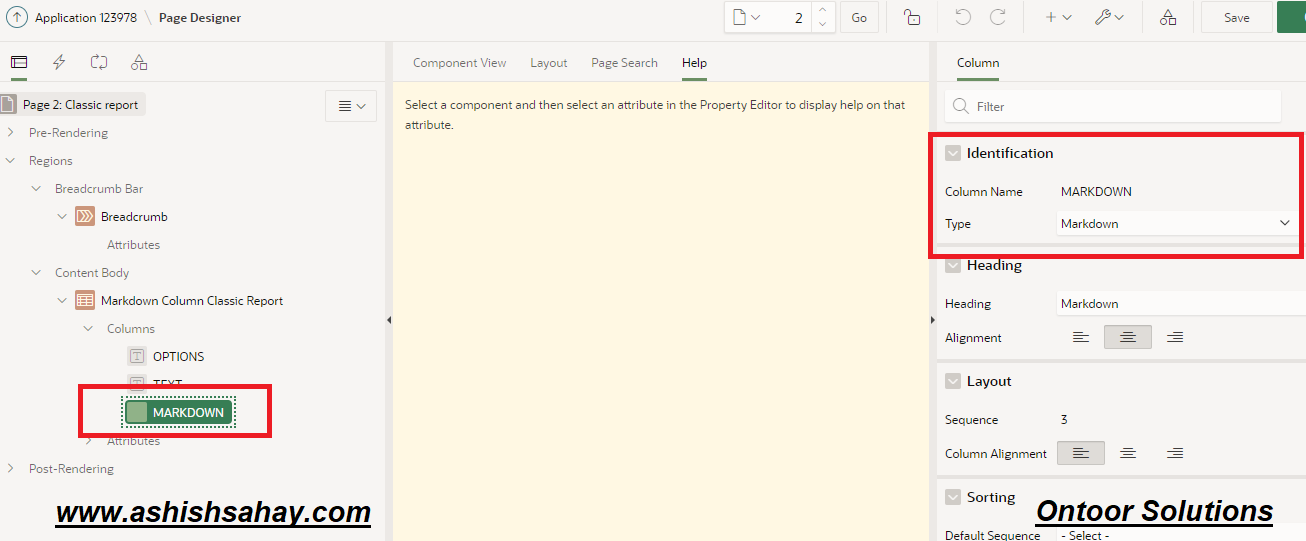 Application 123978 \ Page Designer
2
Go
Save
Component View Layout Page Search Help
Column
Page 2: Classic report
Pre-Rendering
Regions
Breadcrumb Bar
Breadcrumb
Attributes
Content Body
Markdown Column Classic Report
Columns
OPTIONS
TEXT
MARKDOWN
Attributes
Post-Rendering
www.ashishsahay.com
Select a component and then select an attribute in the Property Editor to display help on that
attribute.
Filter
Identification
Column Name MARKDOWN
Type Markdown
Heading
Heading Markdown
Alignment
Layout
Sequence 3
Column Alignment
Sorting
Ontoor Solutions
Default Sequence - Select -